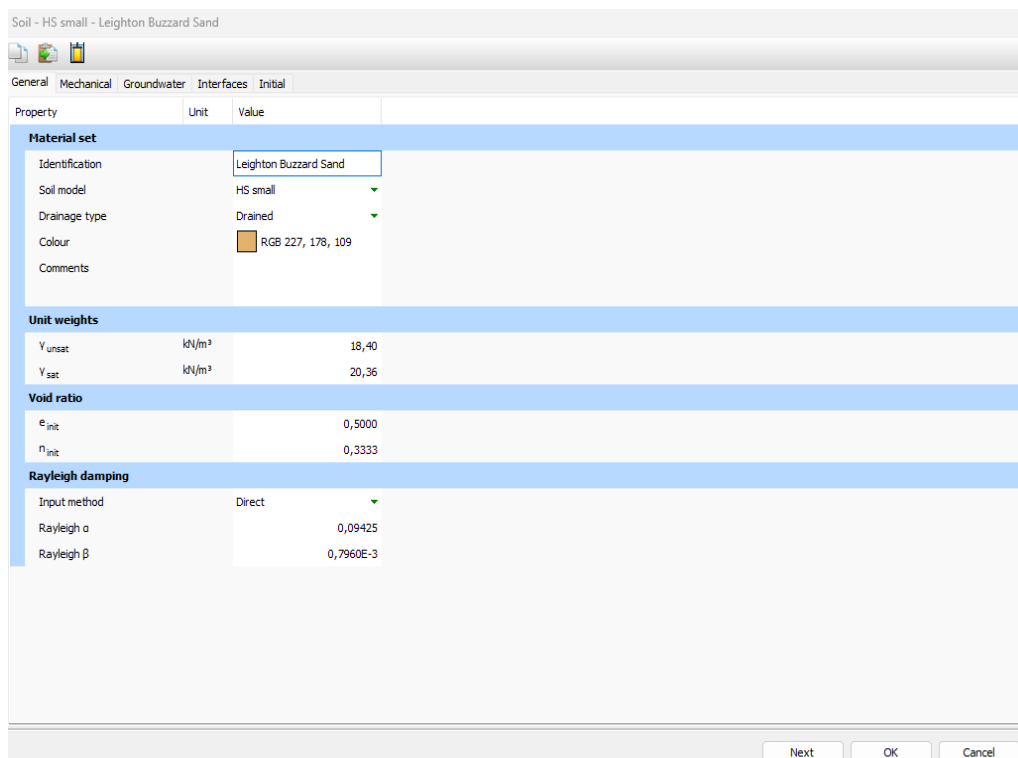 Soil - HS small - Leighton Buzzard Sand
General Mechanical Groundwater Interfaces Initial
Property Unit Value
Material set
Identification Leighton Buzzard Sand
Soil model HS small
Drainage type Drained
Colour RGB 227, 178, 109
Comments
Unit weights
γ unsat kN/m³ 18,40
γ sat kN/m³ 20,36
Void ratio
e init 0,5000
n init 0,3333
Rayleigh damping
Input method Direct
Rayleigh α 0,09425
Rayleigh β 0,7960E-3
Next OK Cancel